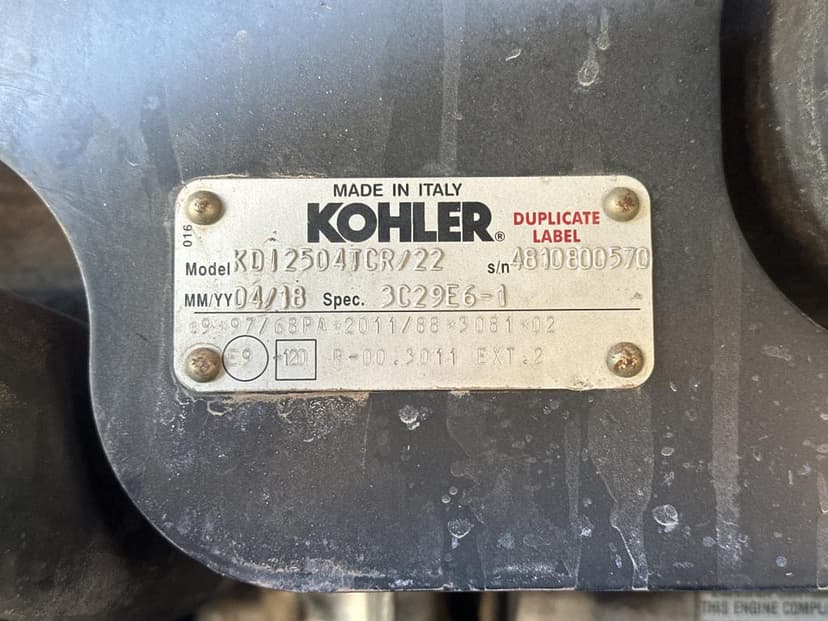 MADE IN ITALY
KOHLER® DUPLICATE LABEL
016
Model KDI2504TCR/22 s/n 4810800570
MM/YY 04/18 Spec. 3C29E6-1
e9*97/68PA*2011/88*3081*02
E9 120 R-00.3011 EXT.2
THIS ENGINE COMPL